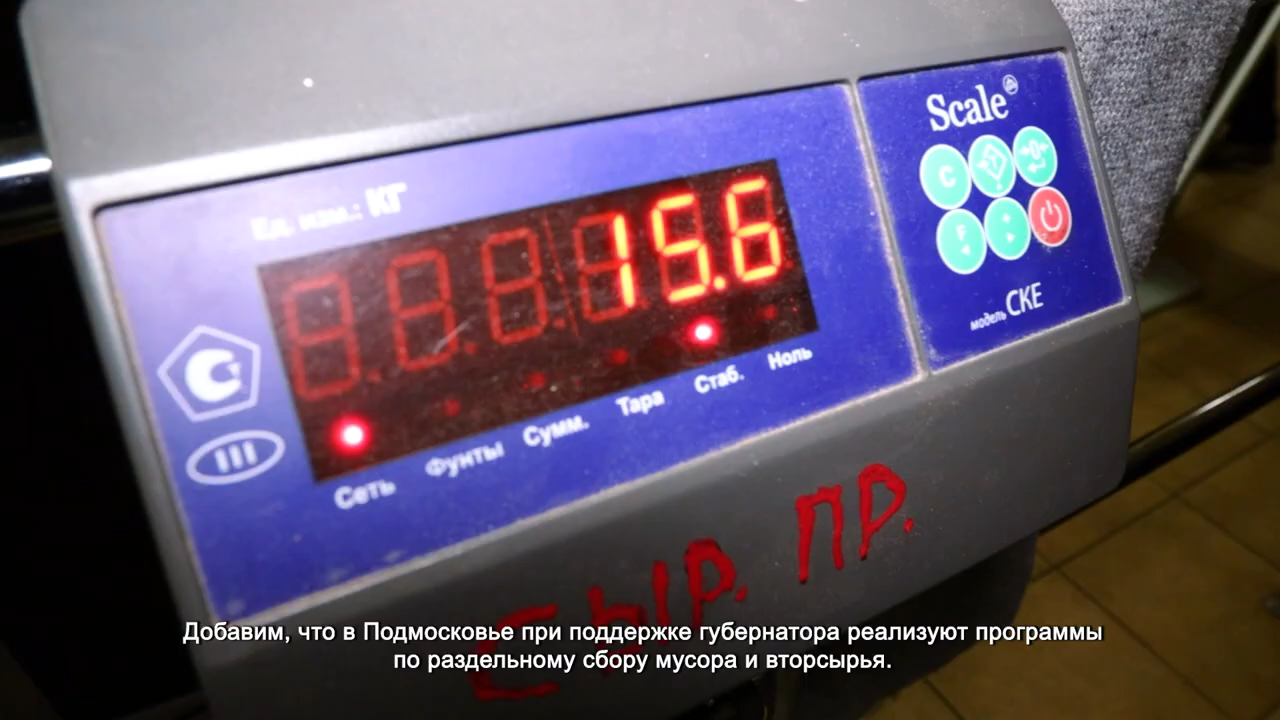 Scale
Ед. изм.: КГ
15.6
C
T
F
модель СКЕ
Сеть Фунты Сумм. Тара Стаб. Ноль
СЫР. ПР.
Добавим, что в Подмосковье при поддержке губернатора реализуют программы
по раздельному сбору мусора и вторсырья.